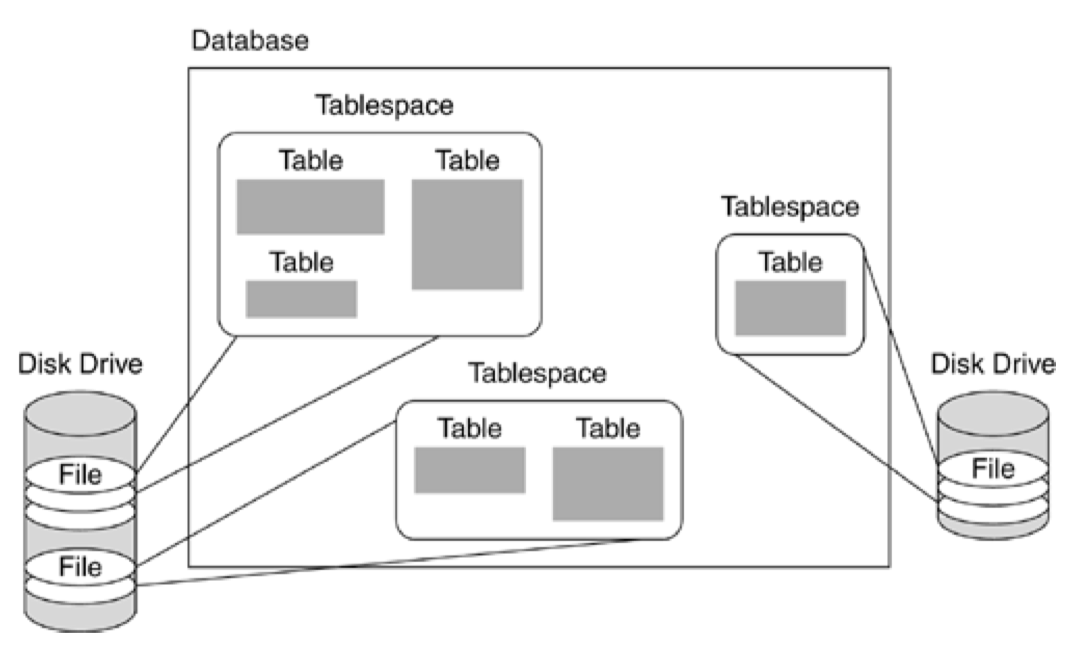 Database
Tablespace
Table
Table
Table
Tablespace
Table
Disk Drive
Tablespace
Disk Drive
Table
Table
File
File
File